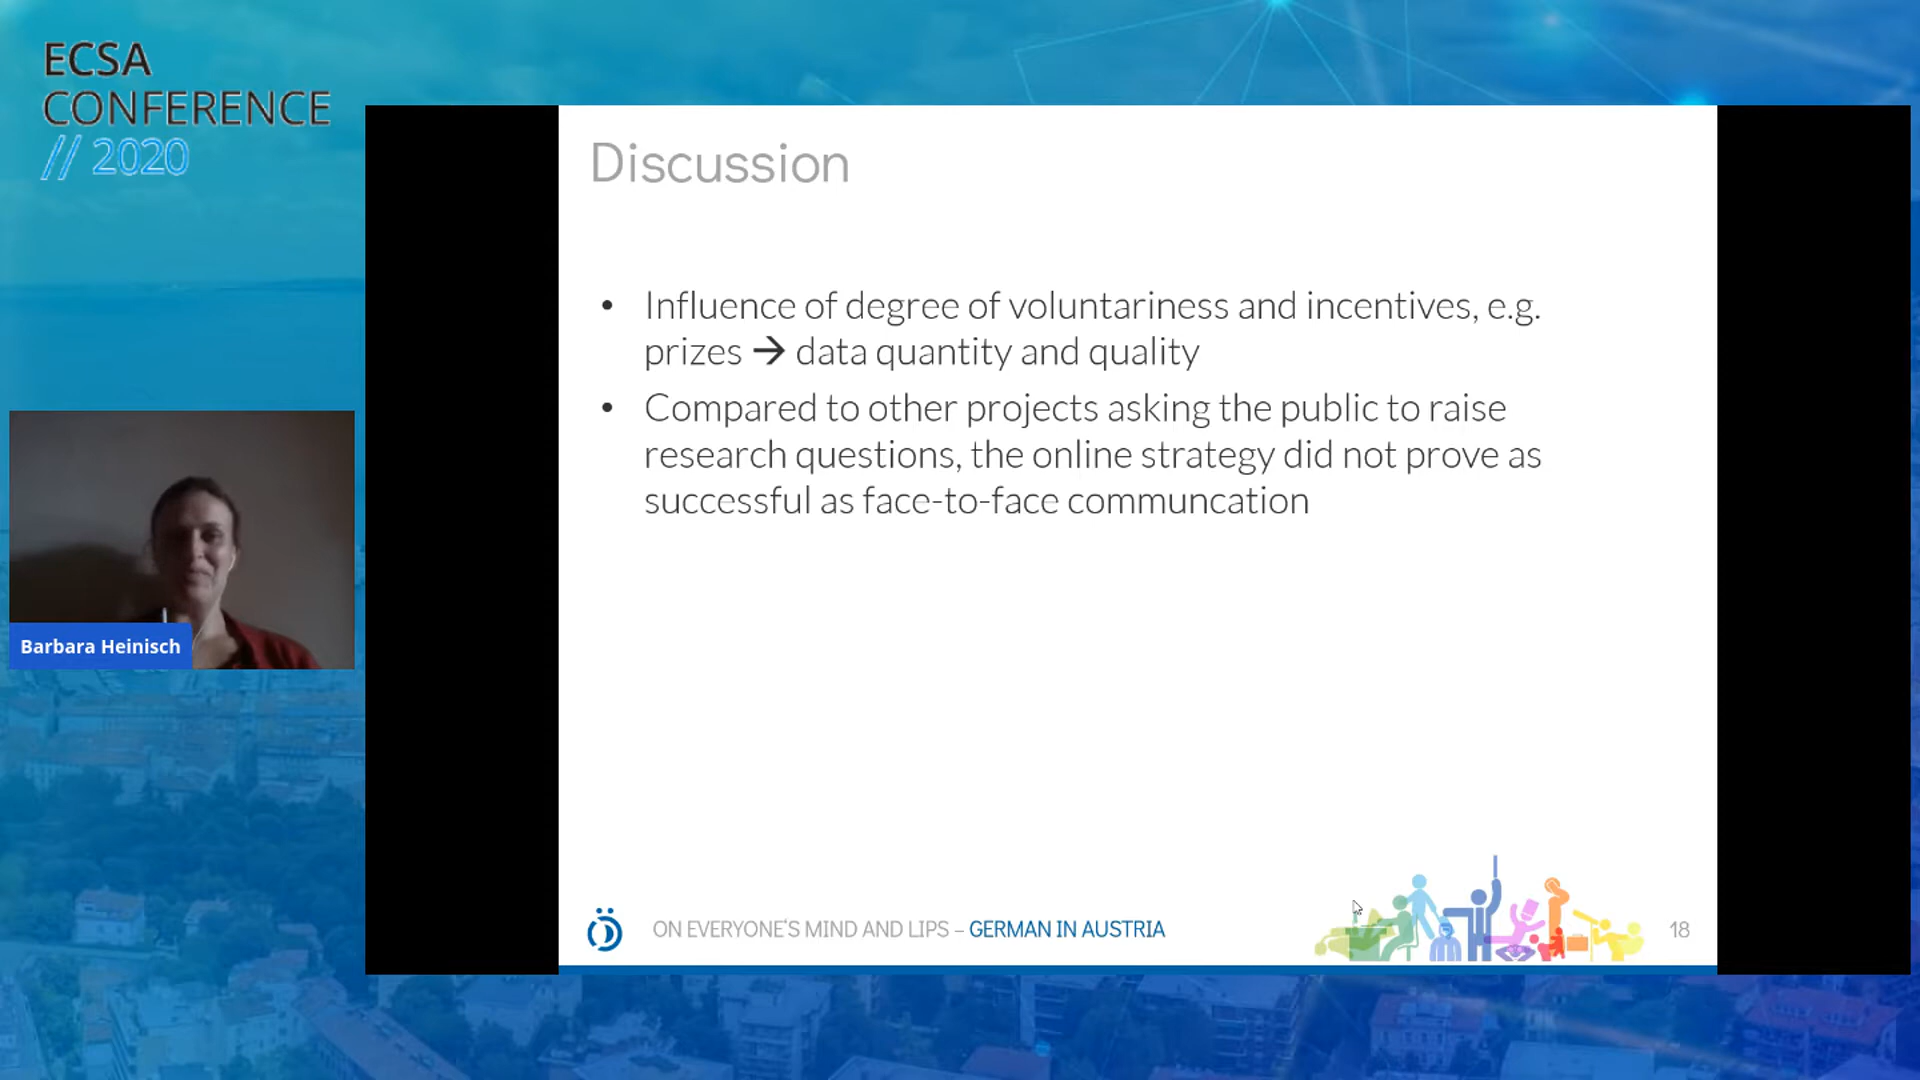 ECSA
CONFERENCE
// 2020
Discussion
• Influence of degree of voluntariness and incentives, e.g.
prizes → data quantity and quality
• Compared to other projects asking the public to raise
research questions, the online strategy did not prove as
successful as face-to-face communcation
Barbara Heinisch
ON EVERYONE'S MIND AND LIPS – GERMAN IN AUSTRIA
18